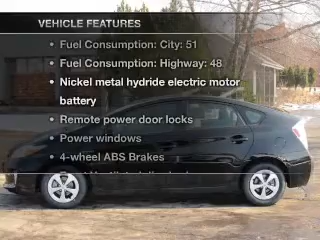 VEHICLE FEATURES
• Fuel Consumption: City: 51
• Fuel Consumption: Highway: 48
• Nickel metal hydride electric motor
battery
• Remote power door locks
• Power windows
• 4-wheel ABS Brakes